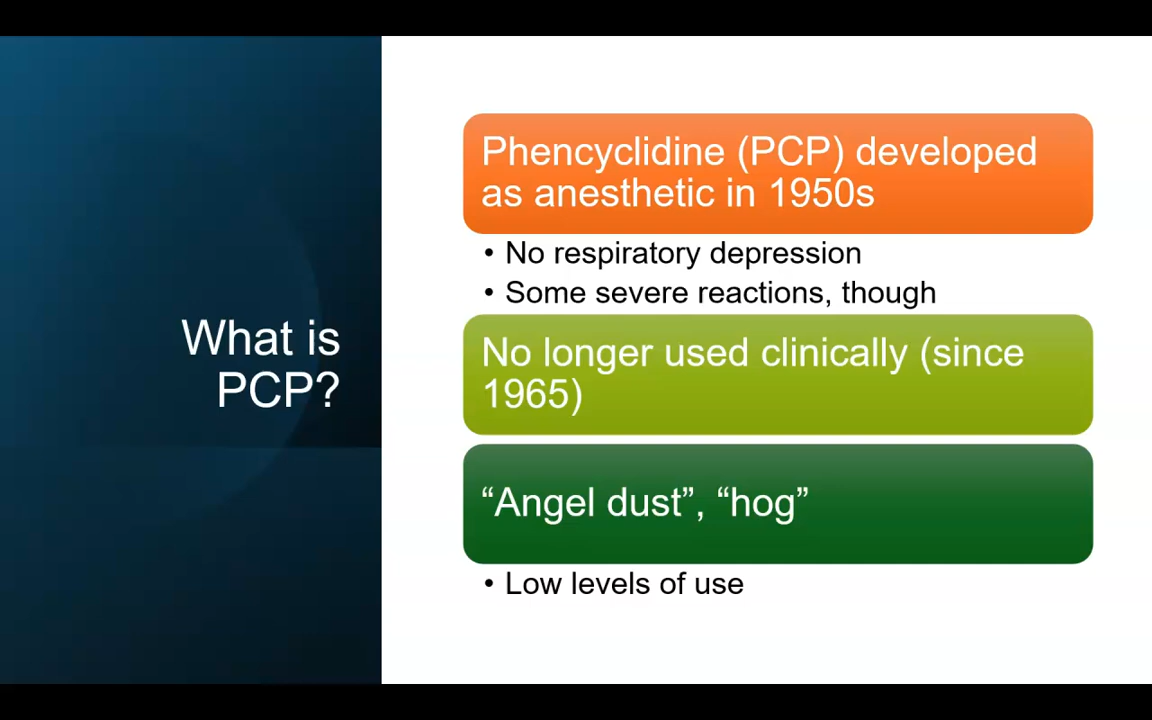 What is
PCP?
Phencyclidine (PCP) developed
as anesthetic in 1950s
• No respiratory depression
• Some severe reactions, though
No longer used clinically (since
1965)
“Angel dust”, “hog”
• Low levels of use